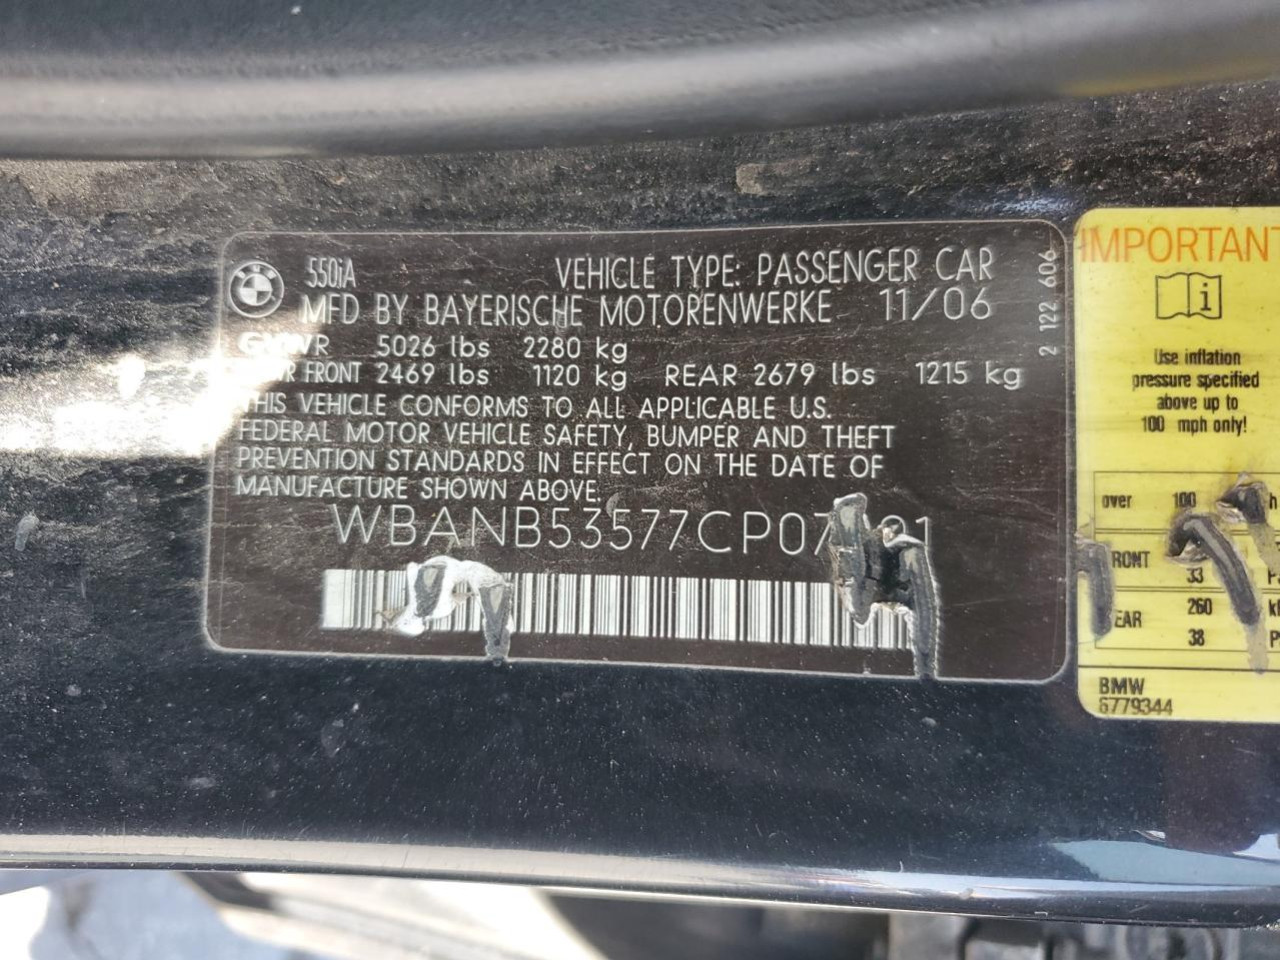 550iA
VEHICLE TYPE: PASSENGER CAR
MFD BY BAYERISCHE MOTORENWERKE 11/06
GVWR 5026 lbs 2280 kg
FRONT 2469 lbs 1120 kg REAR 2679 lbs 1215 kg
THIS VEHICLE CONFORMS TO ALL APPLICABLE U.S.
FEDERAL MOTOR VEHICLE SAFETY, BUMPER AND THEFT
PREVENTION STANDARDS IN EFFECT ON THE DATE OF
MANUFACTURE SHOWN ABOVE.
2 122 606
IMPORTANT
Use inflation
pressure specified
above up to
100 mph only!
over 100
FRONT
33
260
38
BMW
6779344